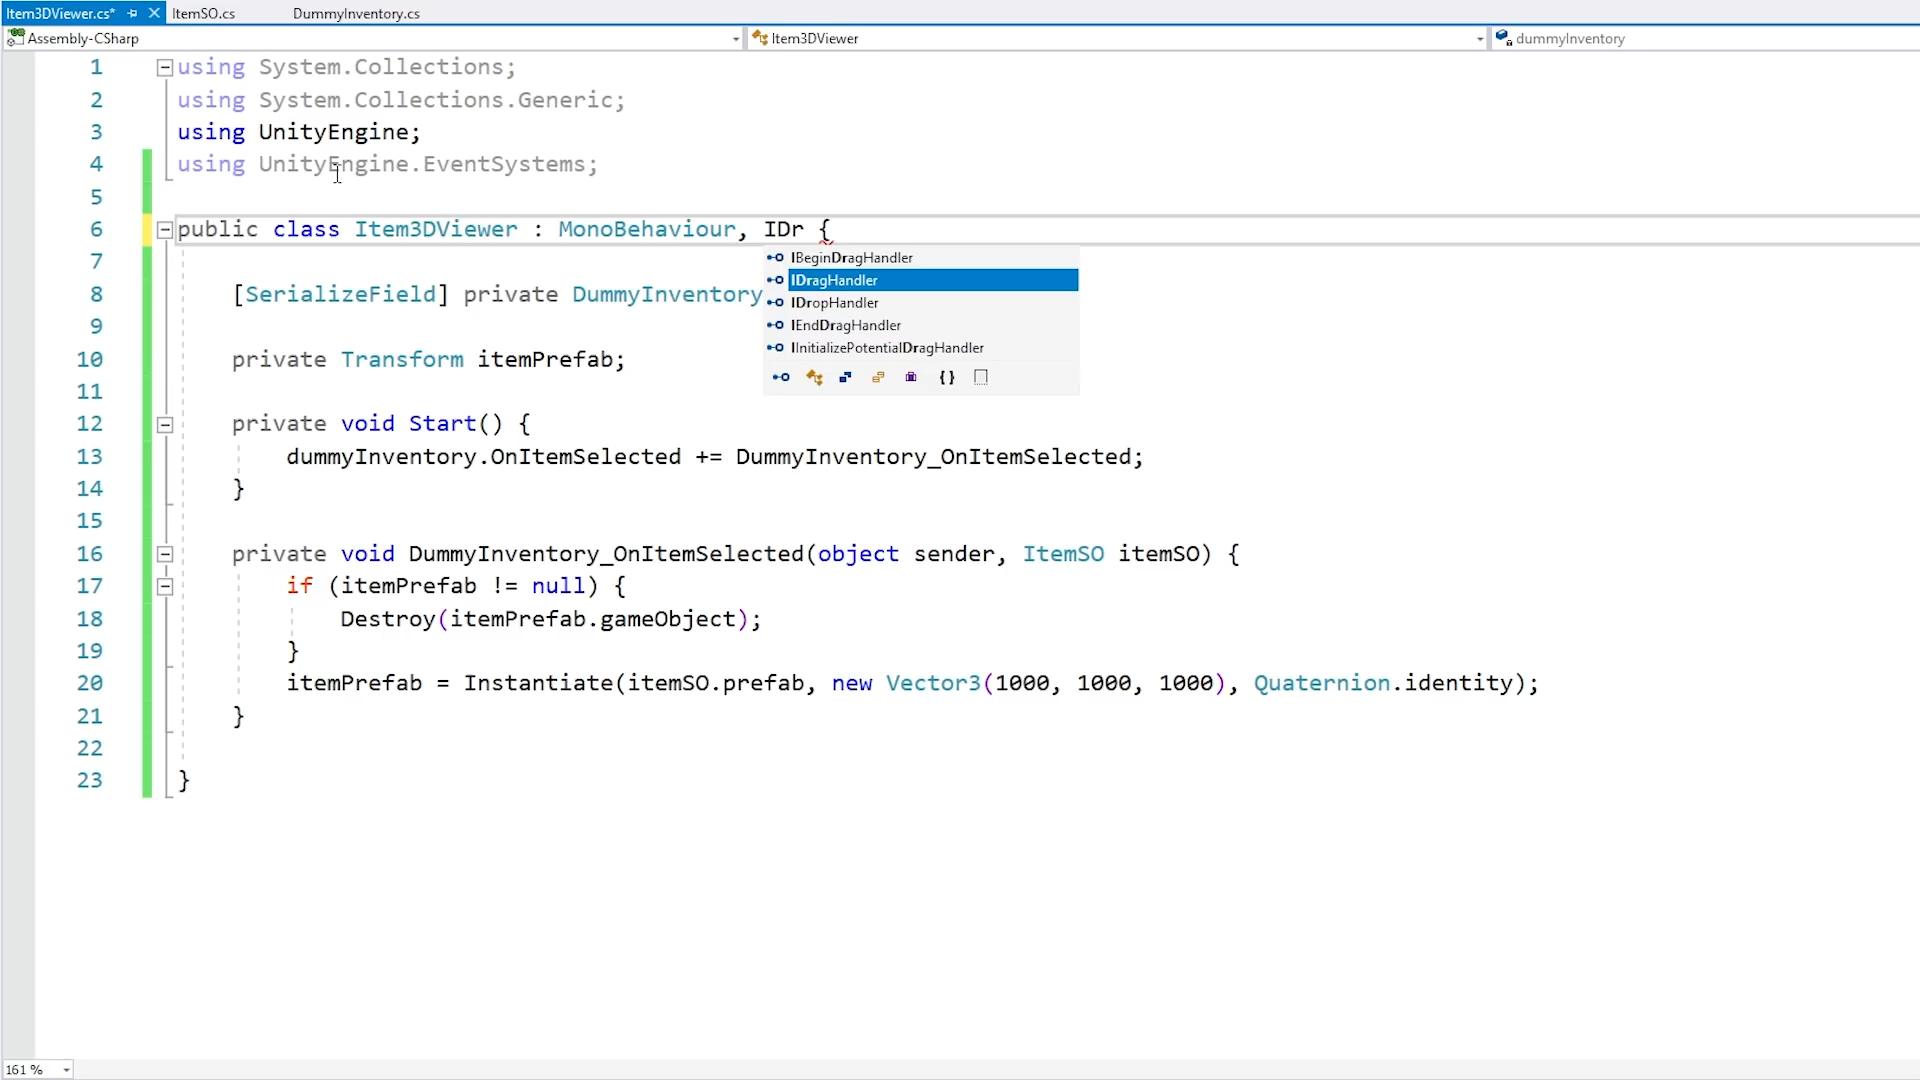 Item3DViewer.cs* ItemSO.cs DummyInventory.cs
Assembly-CSharp Item3DViewer dummyInventory
1 using System.Collections;
2 using System.Collections.Generic;
3 using UnityEngine;
4 using UnityEngine.EventSystems;
5
6 public class Item3DViewer : MonoBehaviour, IDr {
7
IBeginDragHandler
IDragHandler
IDropHandler
IEndDragHandler
IInitializePotentialDragHandler
{}
8 [SerializeField] private DummyInventory
9
10 private Transform itemPrefab;
11
12 private void Start() {
13 dummyInventory.OnItemSelected += DummyInventory_OnItemSelected;
14 }
15
16 private void DummyInventory_OnItemSelected(object sender, ItemSO itemSO) {
17 if (itemPrefab != null) {
18 Destroy(itemPrefab.gameObject);
19 }
20 itemPrefab = Instantiate(itemSO.prefab, new Vector3(1000, 1000, 1000), Quaternion.identity);
21 }
22
23 }
161 %